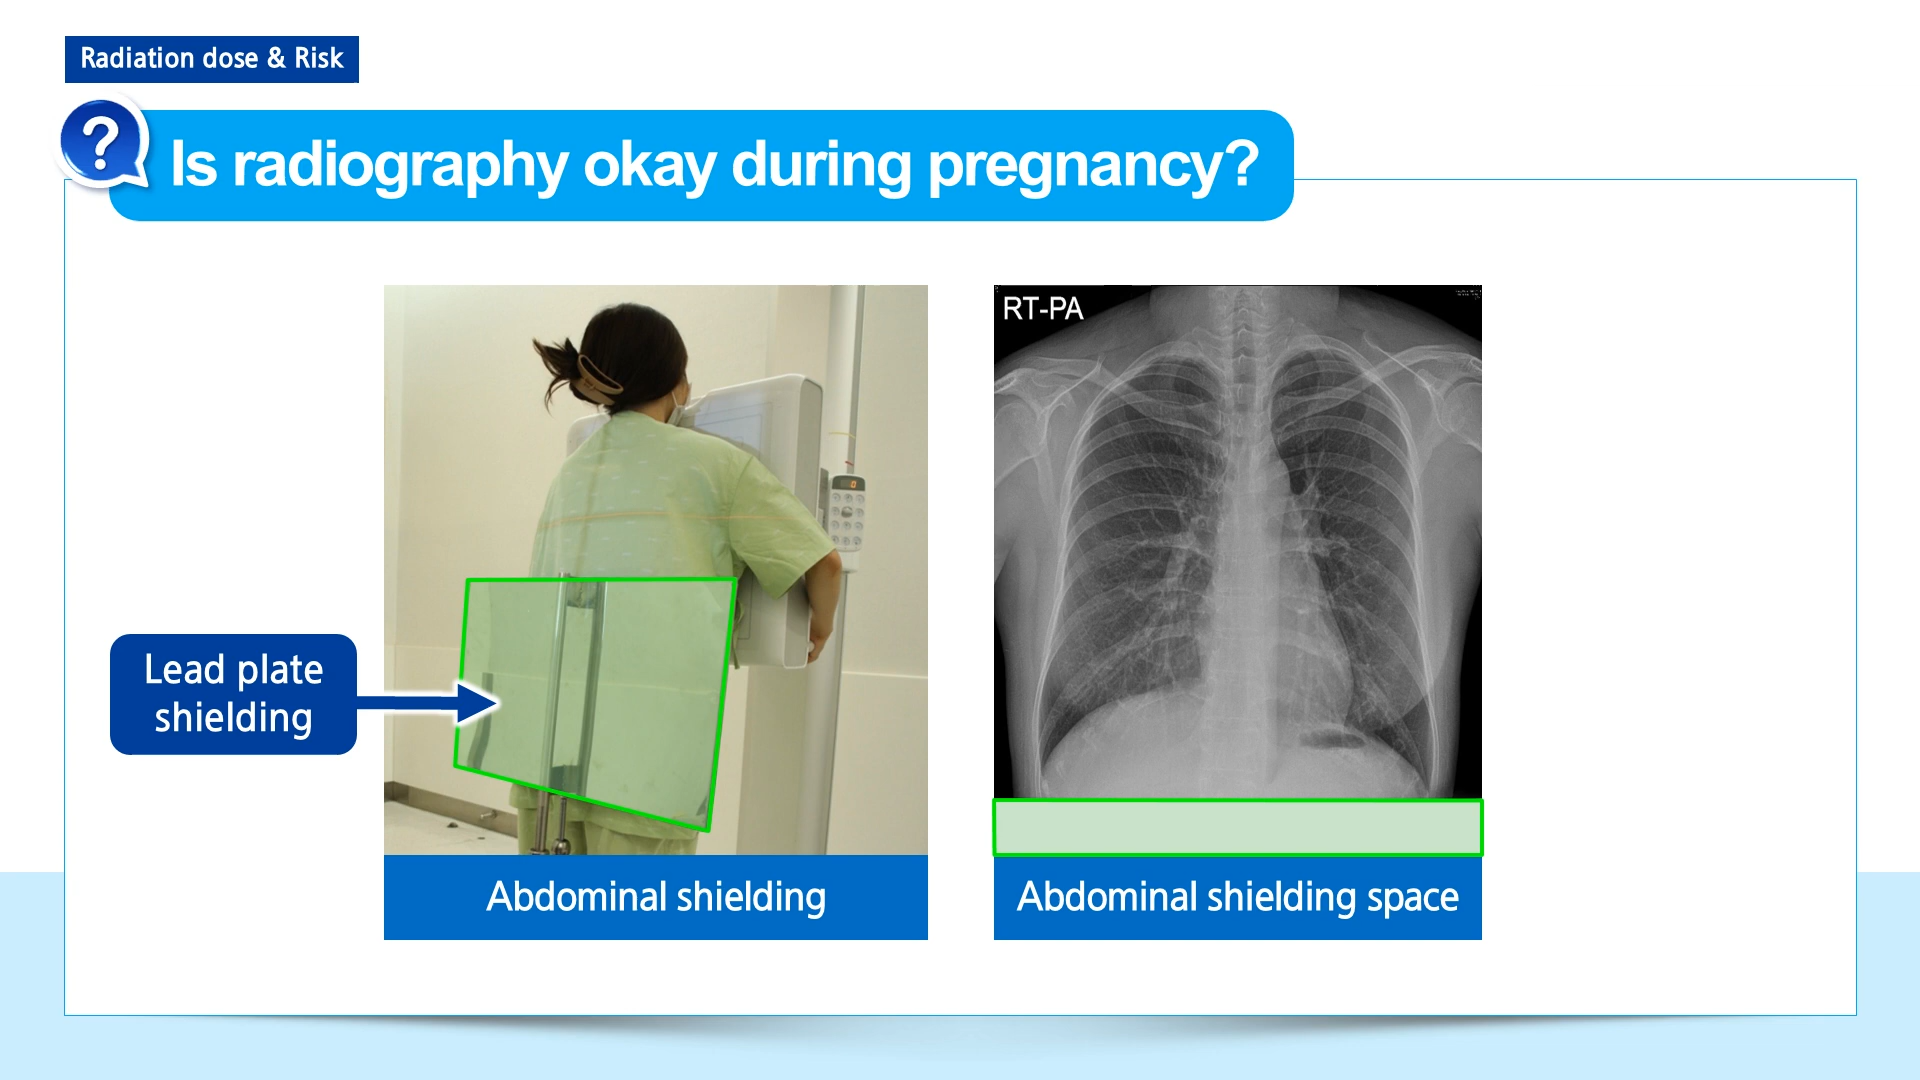 Radiation dose & Risk
?
Is radiography okay during pregnancy?
RT-PA
Lead plate
shielding
Abdominal shielding
Abdominal shielding space